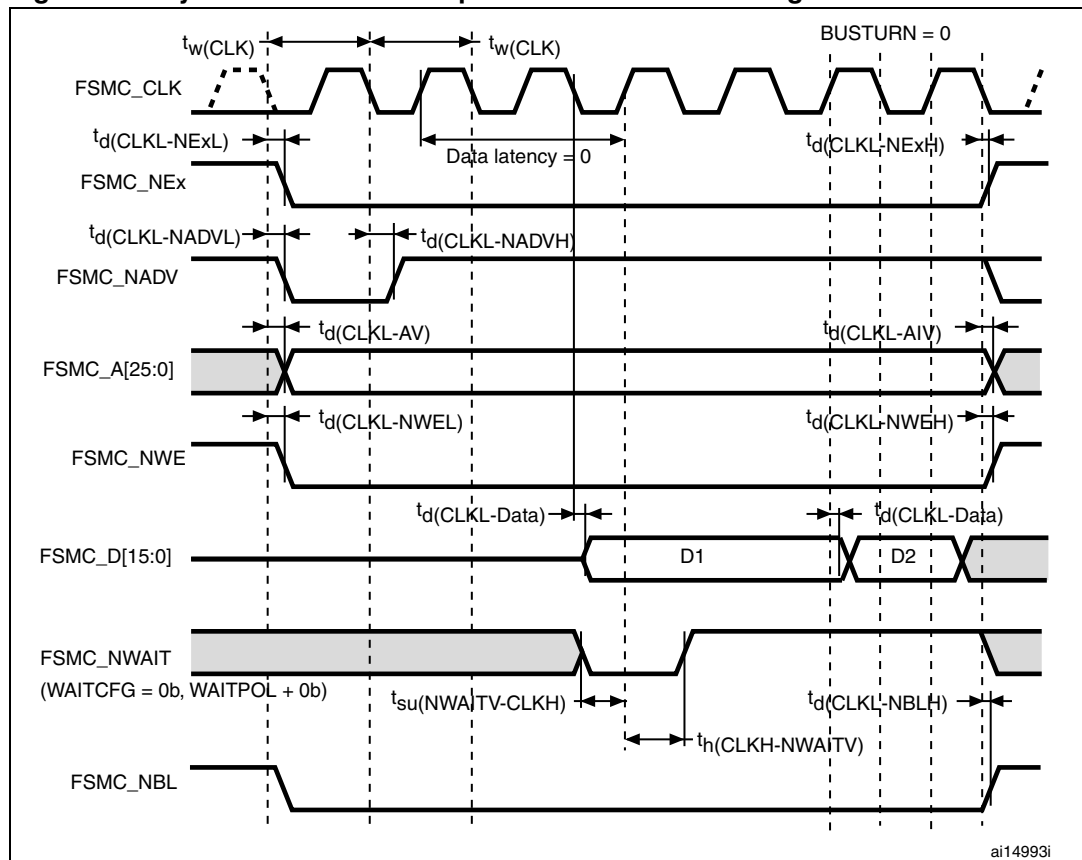 BUSTURN = 0
tw(CLK) tw(CLK)
FSMC_CLK
td(CLKL-NExL)
Data latency = 0
td(CLKL-NExH)
FSMC_NEx
td(CLKL-NADVL) td(CLKL-NADVH)
FSMC_NADV
td(CLKL-AV) td(CLKL-AIV)
FSMC_A[25:0]
td(CLKL-NWEL) td(CLKL-NWEH)
FSMC_NWE
td(CLKL-Data) td(CLKL-Data)
FSMC_D[15:0] D1 D2
FSMC_NWAIT
(WAITCFG = 0b, WAITPOL + 0b)
tsu(NWAITV-CLKH) td(CLKL-NBLH)
th(CLKH-NWAITV)
FSMC_NBL
ai14993i